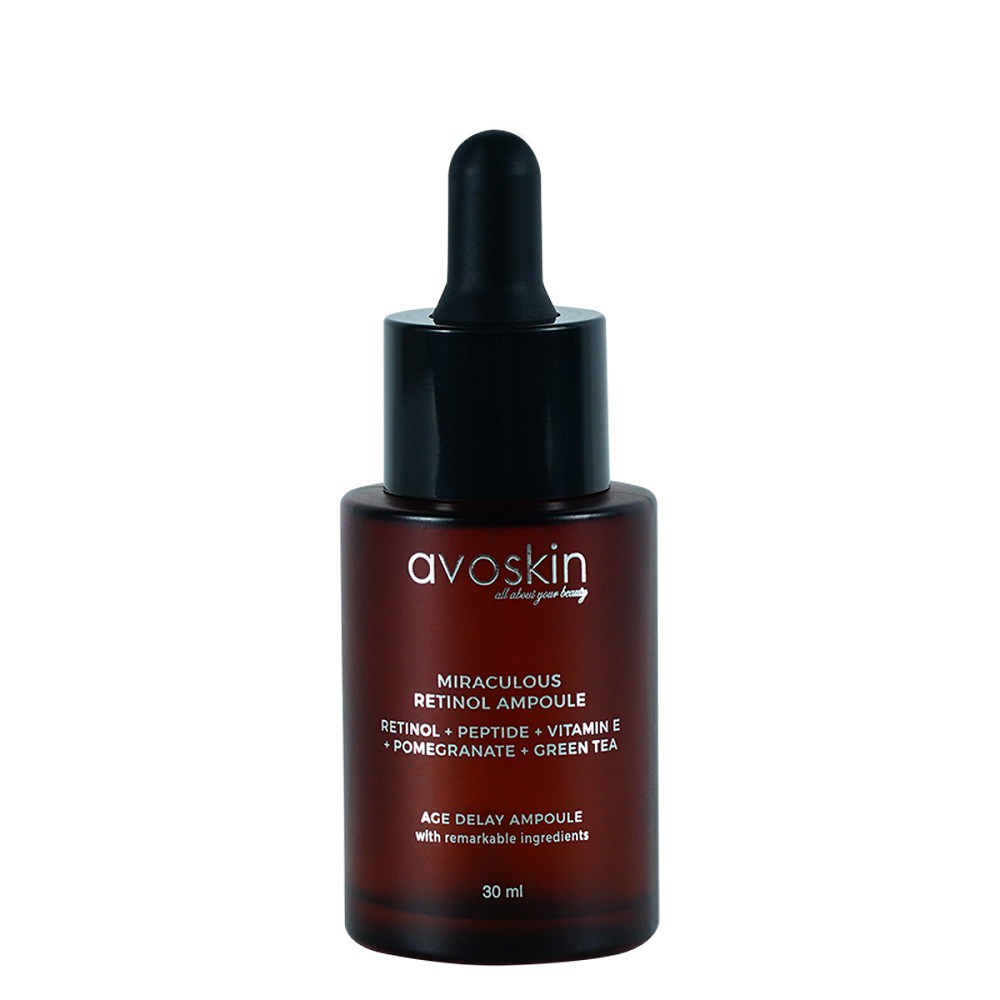 avoskin
all about your beauty
MIRACULOUS
RETINOL AMPOULE
RETINOL + PEPTIDE + VITAMIN E
+ POMEGRANATE + GREEN TEA
AGE DELAY AMPOULE
with remarkable ingredients
30 ml